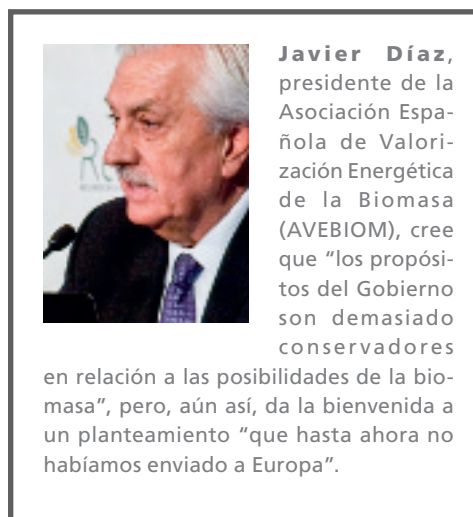 Javier Díaz,
presidente de la
Asociación Espa-
ñola de Valori-
zación Energética
de la Biomasa
(AVEBIOM), cree
que “los propósi-
tos del Gobierno
son demasiado
conservadores
en relación a las posibilidades de la bio-
masa”, pero, aún así, da la bienvenida a
un planteamiento “que hasta ahora no
habíamos enviado a Europa”.